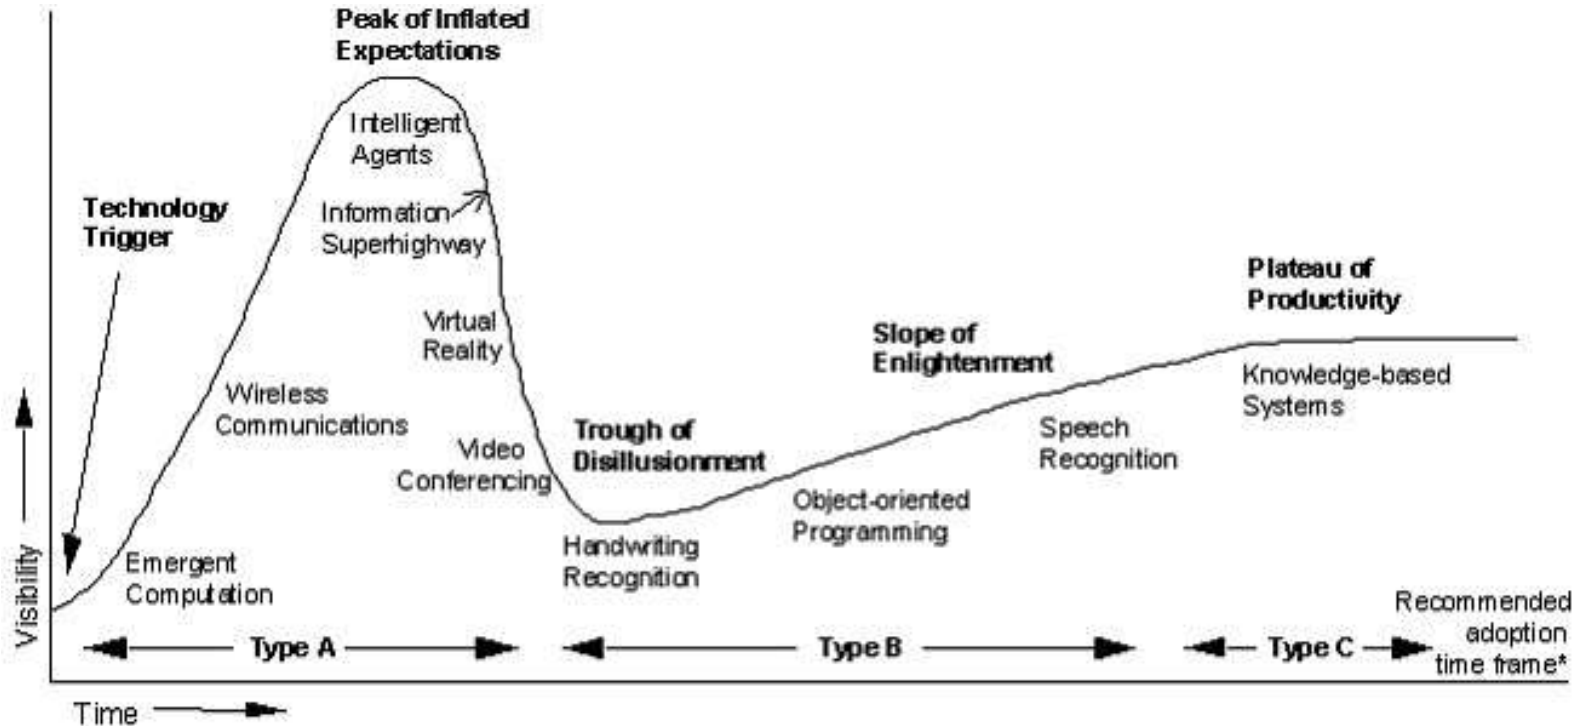 Peak of Inflated
Expectations
Intelligent
Agents
Technology
Trigger
Information
Superhighway
Plateau of
Productivity
Virtual
Reality
Slope of
Enlightenment
Wireless
Communications
Knowledge-based
Systems
Video
Conferencing
Trough of
Disillusionment
Speech
Recognition
Object-oriented
Programming
Emergent
Computation
Handwriting
Recognition
Visibility
Type A
Type B
Type C
Recommended
adoption
time frame*
Time